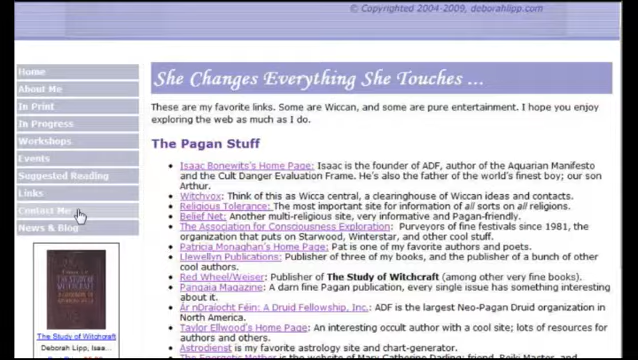 © Copyrighted 2004-2009, deborahlipp.com
Home
About Me
In Print
In Progress
Workshops
Events
Suggested Reading
Links
Contact Me
News & Blog
The Study of Witchcraft
Deborah Lipp, Isaac...
She Changes Everything She Touches ...
These are my favorite links. Some are Wiccan, and some are pure entertainment. I hope you enjoy
exploring the web as much as I do.
The Pagan Stuff
Isaac Bonewits's Home Page: Isaac is the founder of ADF, author of the Aquarian Manifesto
and the Cult Danger Evaluation Frame. He's also the father of the world's finest boy; our son
Arthur.
Witchvox: Think of this as Wicca central, a clearinghouse of Wiccan ideas and contacts.
Religious Tolerance: The most important site for information of all sorts on all religions.
Belief Net: Another multi-religious site, very informative and Pagan-friendly.
The Association for Consciousness Exploration: Purveyors of fine festivals since 1981, the
organization that puts on Starwood, Winterstar, and other cool stuff.
Patricia Monaghan's Home Page: Pat is one of my favorite authors and poets.
Llewellyn Publications: Publisher of three of my books, and the publisher of a bunch of other
cool authors.
Red Wheel/Weiser: Publisher of The Study of Witchcraft (among other very fine books).
Pangaia Magazine: A darn fine Pagan publication, every single issue has something interesting
about it.
Ár nDraíocht Féin: A Druid Fellowship, Inc.: ADF is the largest Neo-Pagan Druid organization in
North America.
Taylor Ellwood's Home Page: An interesting occult author with a cool site; lots of resources for
authors and others.
Astrodienst is my favorite astrology site and chart-generator.